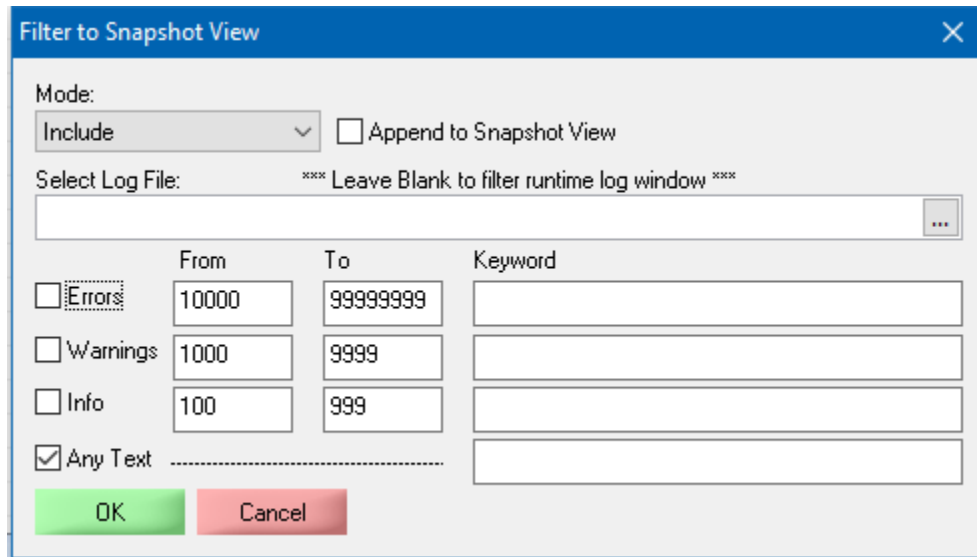 Filter to Snapshot View
Mode:
Include
Append to Snapshot View
Select Log File: *** Leave Blank to filter runtime log window ***
...
From To Keyword
Errors 10000 99999999
Warnings 1000 9999
Info 100 999
Any Text
OK Cancel